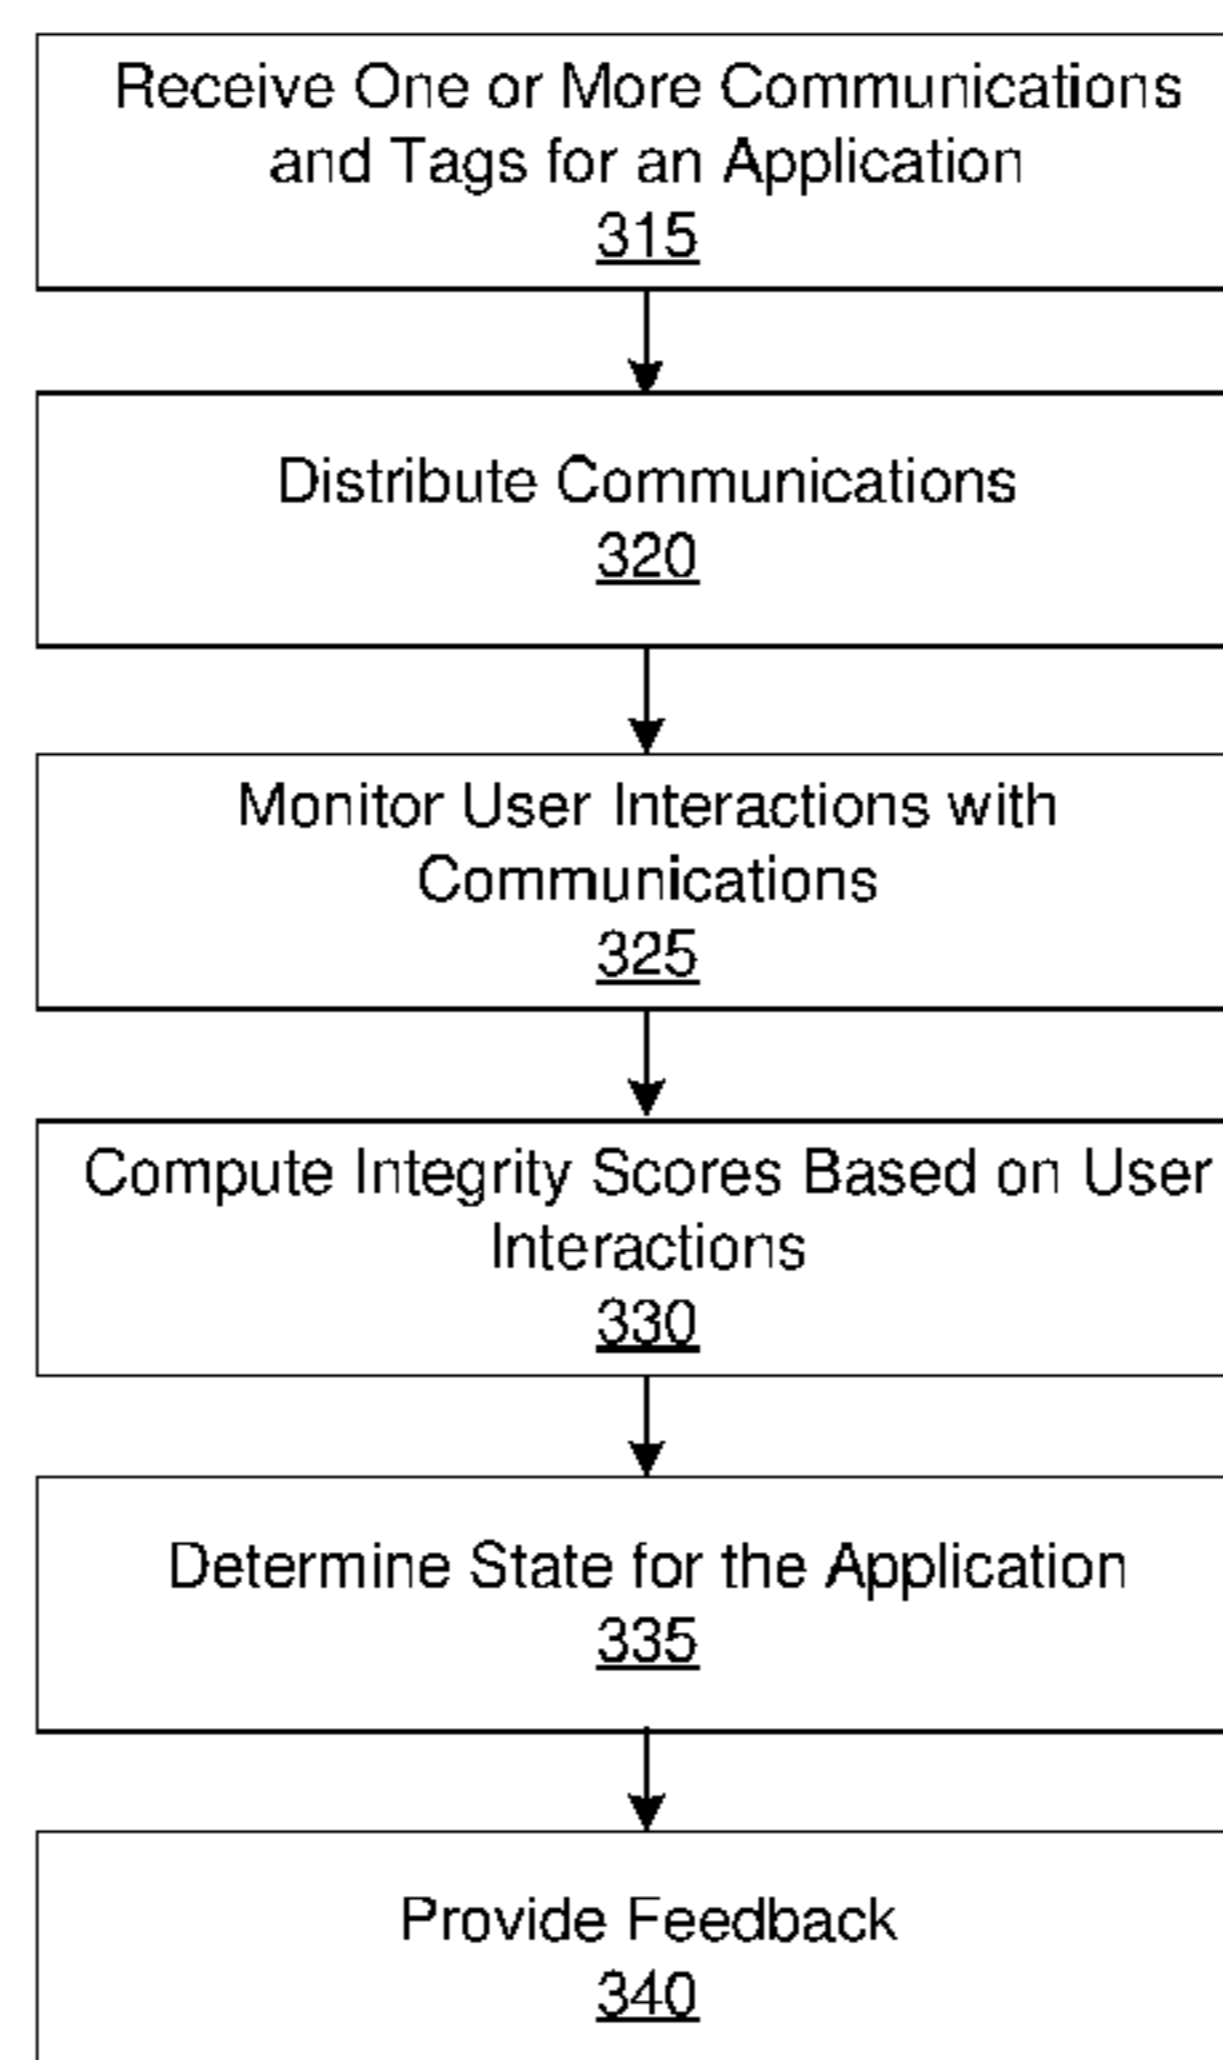 Receive One or More Communications
and Tags for an Application
315
Distribute Communications
320
Monitor User Interactions with
Communications
325
Compute Integrity Scores Based on User
Interactions
330
Determine State for the Application
335
Provide Feedback
340